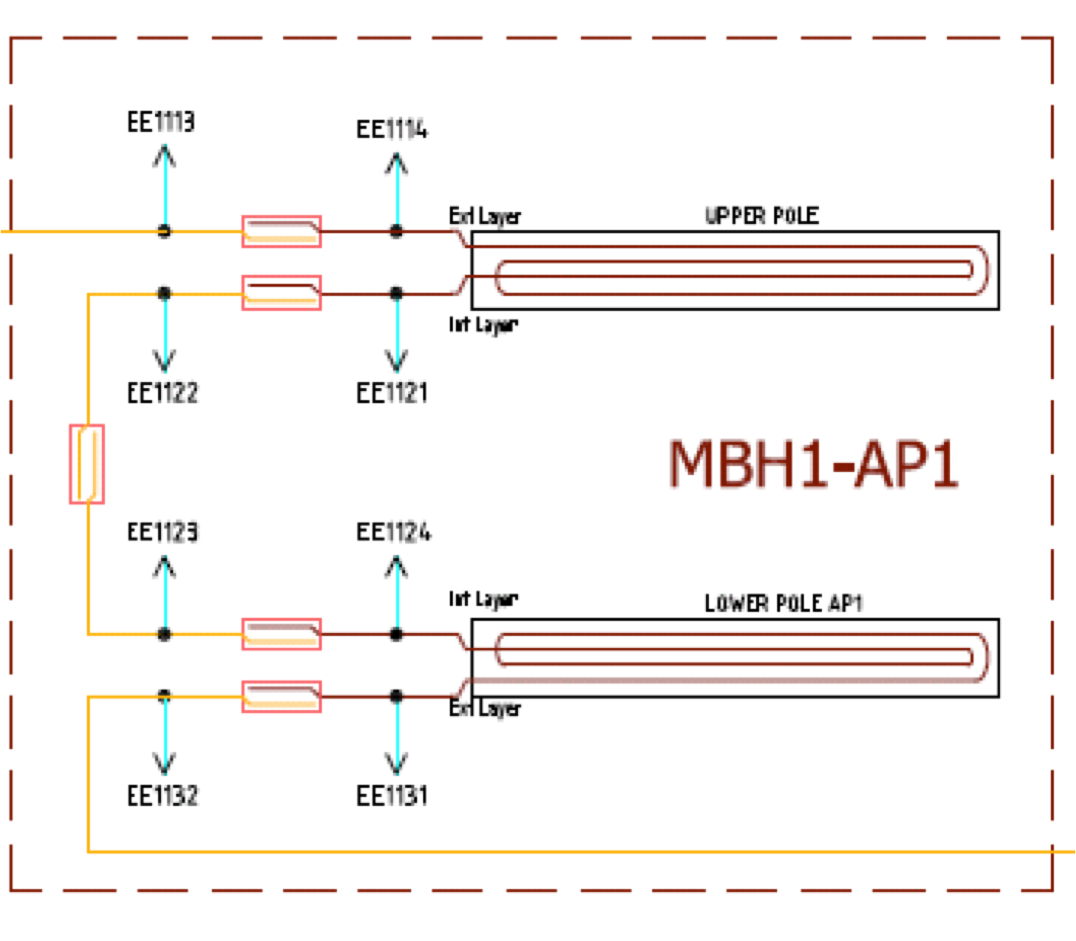 EE1113
EE1114
Ext Layer
UPPER POLE
Int Layer
EE1122
EE1121
MBH1-AP1
EE1123
EE1124
Int Layer
LOWER POLE AP1
Ext Layer
EE1132
EE1131